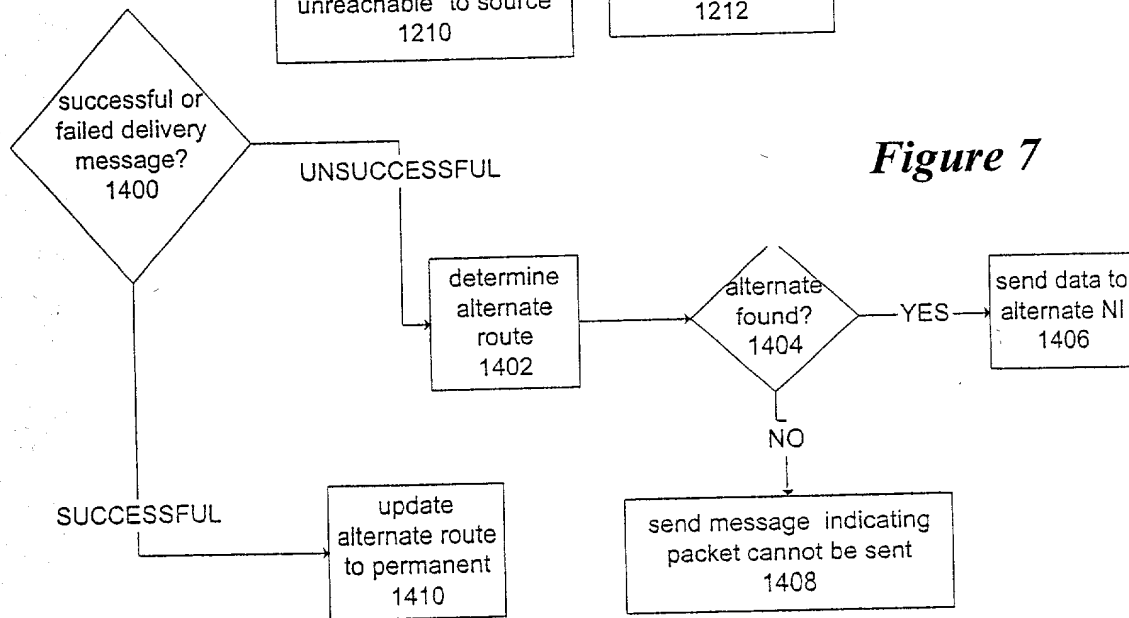 unreachable to source
1210
1212
successful or
failed delivery
message?
1400
UNSUCCESSFUL
Figure 7
determine
alternate
route
1402
alternate
found?
1404
YES
send data to
alternate NI
1406
NO
SUCCESSFUL
update
alternate route
to permanent
1410
send message indicating
packet cannot be sent
1408